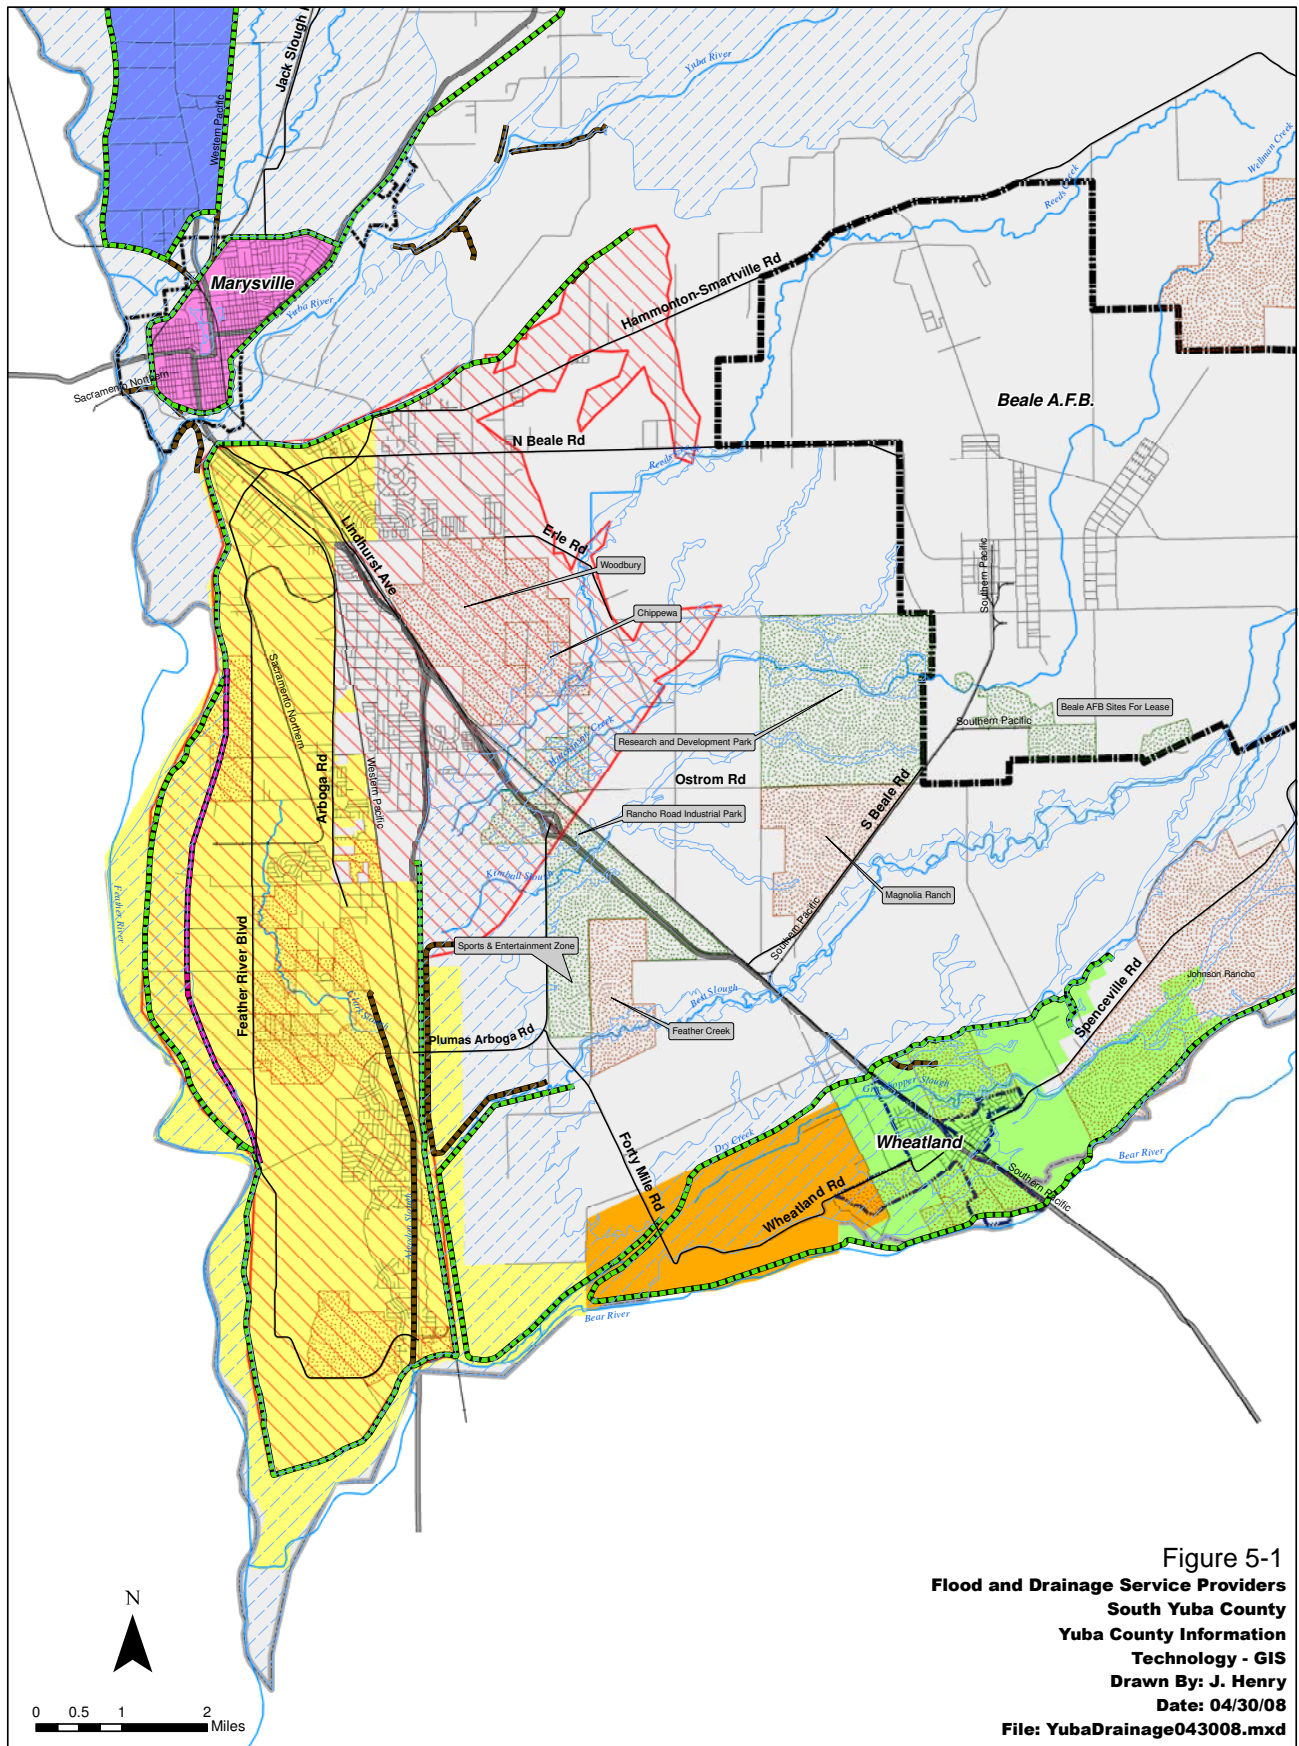 Jack Slough
Yuba River
Western Pacific
Wellman Creek
Reeds Creek
Marysville
Hammonton-Smartville Rd
Yuba River
Sacramento Northern
Beale A.F.B.
N Beale Rd
Reeds
Lindhurst Ave
Erle Rd
Woodbury
Southern Pacific
Chippewa
Sacramento Northern
Beale AFB Sites For Lease
Southern Pacific
Research and Development Park
Hutchinson Creek
Ostrom Rd
Arboga Rd
Western Pacific
S Beale Rd
Rancho Road Industrial Park
Kimball Slough
Magnolia Ranch
Feather River
Feather River Blvd
Southern Pacific
Sports & Entertainment Zone
Johnson Rancho
Spenceville Rd
Best Slough
Clark Slough
Feather Creek
Plumas Arboga Rd
Grasshopper Slough
Dry Creek
Wheatland
Forty Mile Rd
Bear River
Southern Pacific
Wheatland Rd
Bear River
Figure 5-1
Flood and Drainage Service Providers
South Yuba County
Yuba County Information
Technology - GIS
Drawn By: J. Henry
Date: 04/30/08
File: YubaDrainage043008.mxd
N
0 0.5 1 2
Miles